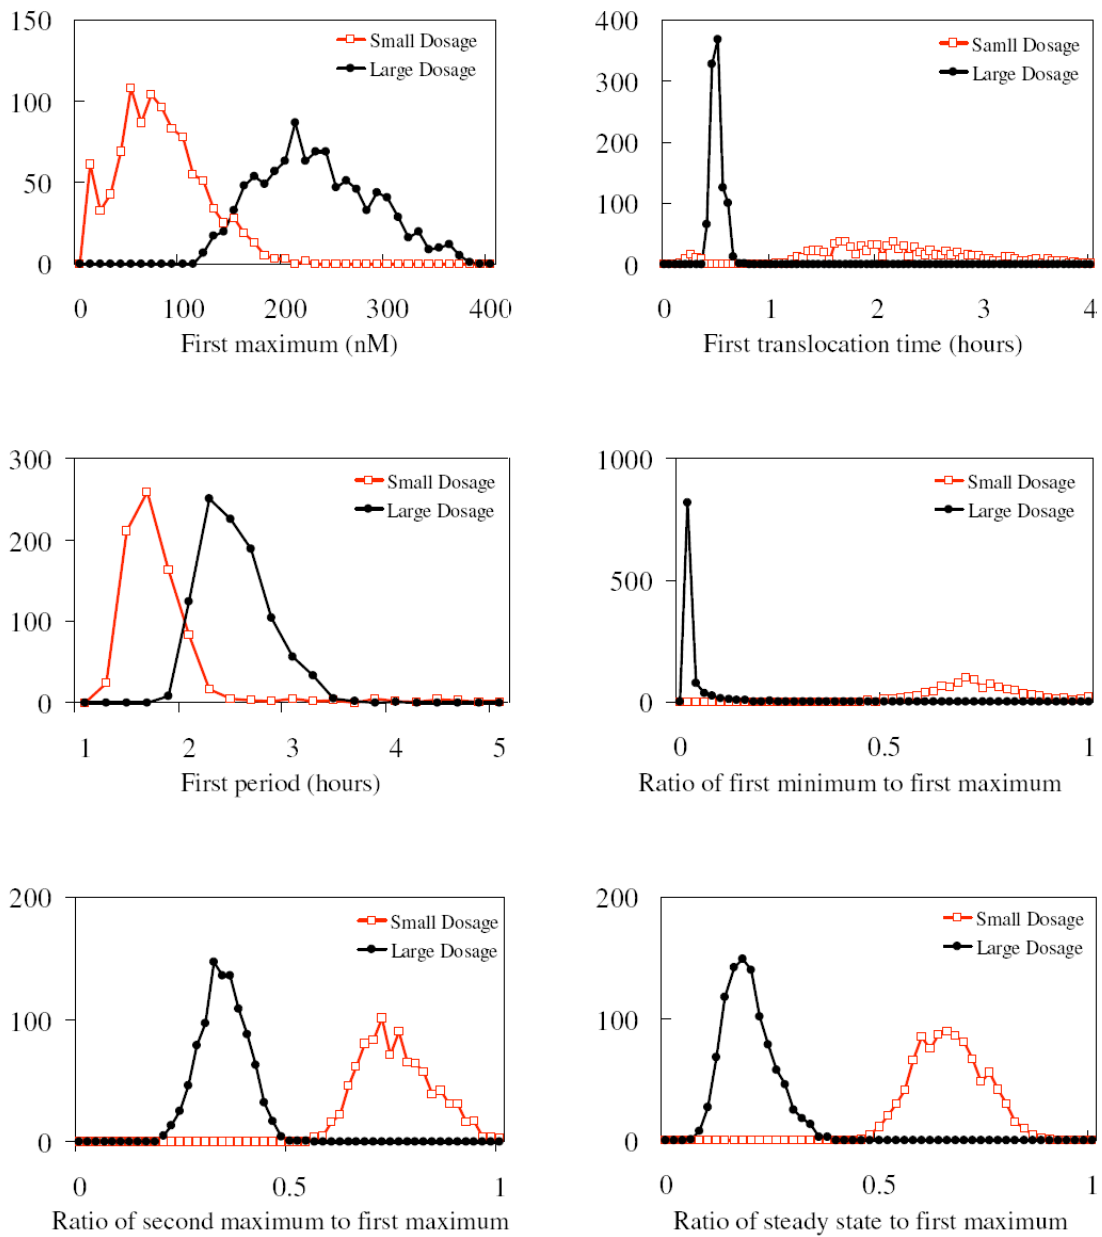 150
100
50
0
Small Dosage
Large Dosage
0 100 200 300 400
First maximum (nM)
400
300
200
100
0
Samll Dosage
Large Dosage
0 1 2 3 4
First translocation time (hours)
300
200
100
0
Small Dosage
Large Dosage
1 2 3 4 5
First period (hours)
1000
500
0
Small Dosage
Large Dosage
0 0.5 1
Ratio of first minimum to first maximum
200
100
0
Small Dosage
Large Dosage
0 0.5 1
Ratio of second maximum to first maximum
200
100
0
Small Dosage
Large Dosage
0 0.5 1
Ratio of steady state to first maximum